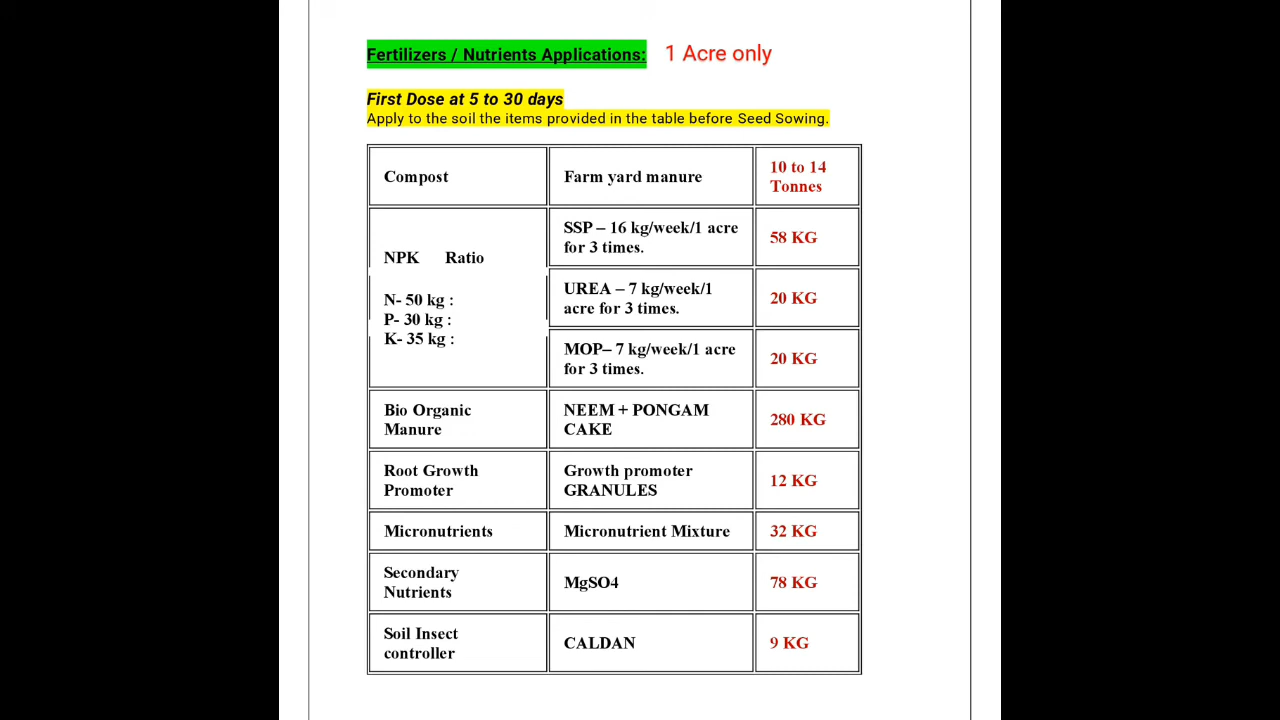 Fertilizers / Nutrients Applications: 1 Acre only
First Dose at 5 to 30 days
Apply to the soil the items provided in the table before Seed Sowing.
Compost
Farm yard manure
10 to 14
Tonnes
NPK Ratio
N- 50 kg :
P- 30 kg :
K- 35 kg :
SSP – 16 kg/week/1 acre
for 3 times.
58 KG
UREA – 7 kg/week/1
acre for 3 times.
20 KG
MOP– 7 kg/week/1 acre
for 3 times.
20 KG
Bio Organic
Manure
NEEM + PONGAM
CAKE
280 KG
Root Growth
Promoter
Growth promoter
GRANULES
12 KG
Micronutrients
Micronutrient Mixture
32 KG
Secondary
Nutrients
MgSO4
78 KG
Soil Insect
controller
CALDAN
9 KG